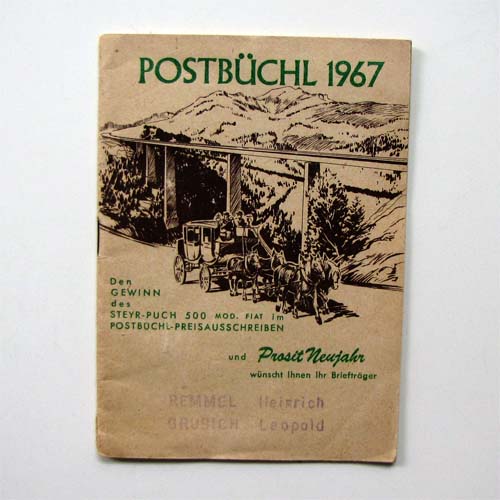 POSTBÜCHL 1967
Den
GEWINN
des
STEYR-PUCH 500 MOD. FIAT im
POSTBÜCHL-PREISAUSSCHREIBEN
und Prosit Neujahr
wünscht Ihnen Ihr Briefträger
REMMEL Heinrich
GRUBICH Leopold